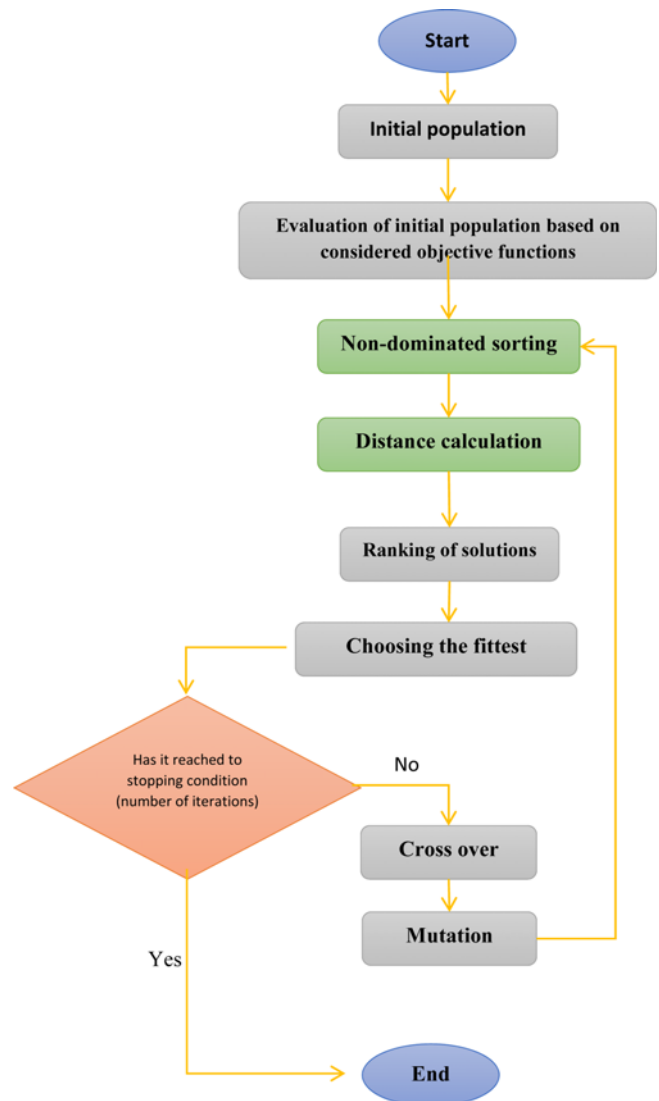 Start
Initial population
Evaluation of initial population based on
considered objective functions
Non-dominated sorting
Distance calculation
Ranking of solutions
Choosing the fittest
Has it reached to
stopping condition
(number of iterations)
No
Cross over
Mutation
Yes
End